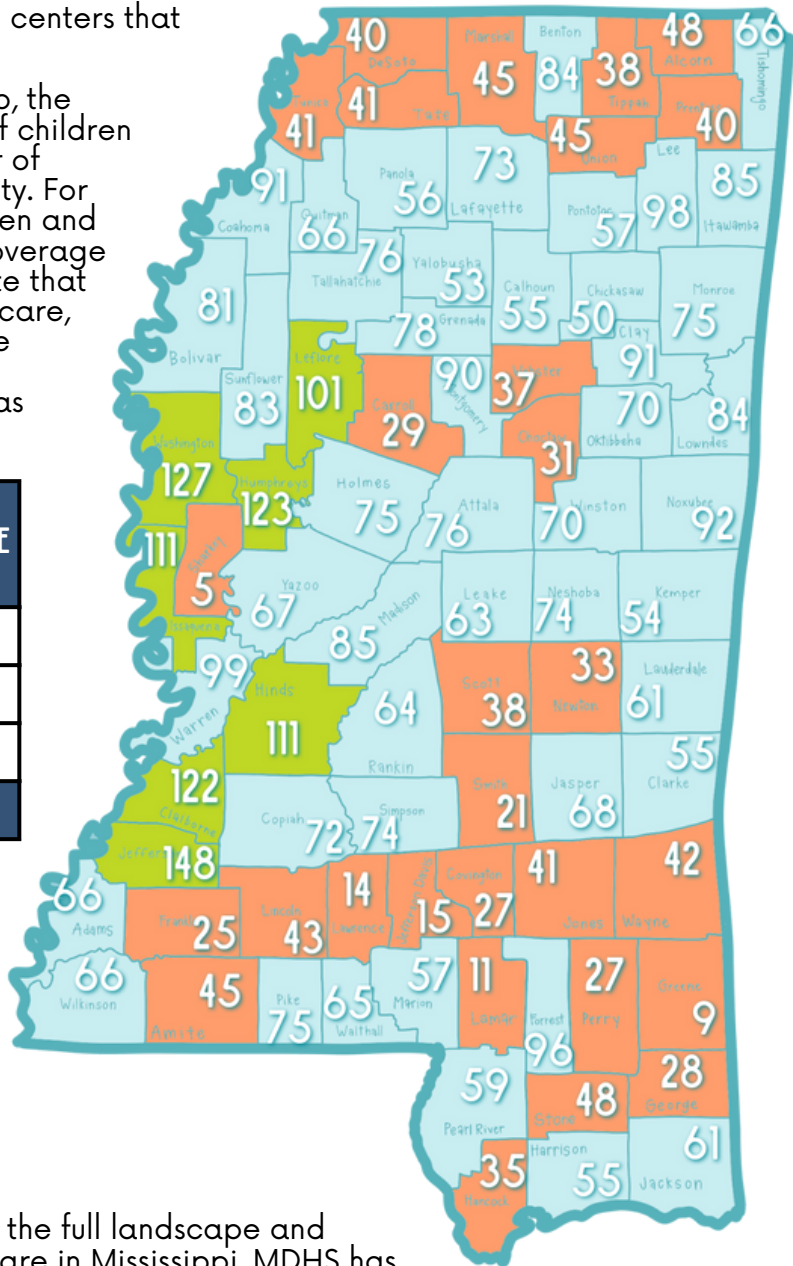 centers that
o, the
f children
t of
ty. For
en and
overage
te that
care,
e
as
E
40
DeSoto
Marshal
45
Benton
84
38
Tippah
48
Alcorn
66
Tishomingo
Tunica
41
41
Tate
45
Union
Prentiss
40
91
Coahoma
Quitman
66
Panola
56
73
Lafayette
Pontotoc
57
Lee
98
85
Itawamba
81
Bolivar
76
Tallahatchie
Yalobusha
53
Calhoun
55
Chickasaw
50
Monroe
75
78
Grenada
Clay
91
Sunflower
83
Leflore
101
Carroll
29
90
Montgomery
37
Webster
70
Oktibbeha
84
Lowndes
Washington
127
Humphreys
123
Holmes
75
Attala
76
Choctaw
31
Winston
70
Noxubee
92
111
Issaquena
Sharkey
5
Yazoo
67
Madison
85
Leake
63
Neshoba
74
Kemper
54
99
Warren
Hinds
111
64
Rankin
Scott
38
33
Newton
Lauderdale
61
122
Claiborne
Copiah
72
Simpson
74
Smith
21
Jasper
68
55
Clarke
148
66
Adams
Franklin
25
Lincoln
43
14
Lawrence
Jefferson Davis
15
Covington
27
41
Jones
42
Wayne
66
Wilkinson
45
Amite
Pike
75
65
Walthall
57
Marion
11
Lamar
Forrest
96
27
Perry
Greene
9
59
Pearl River
48
Stone
28
George
35
Hancock
Harrison
55
61
Jackson
the full landscape and
are in Mississippi, MDHS has